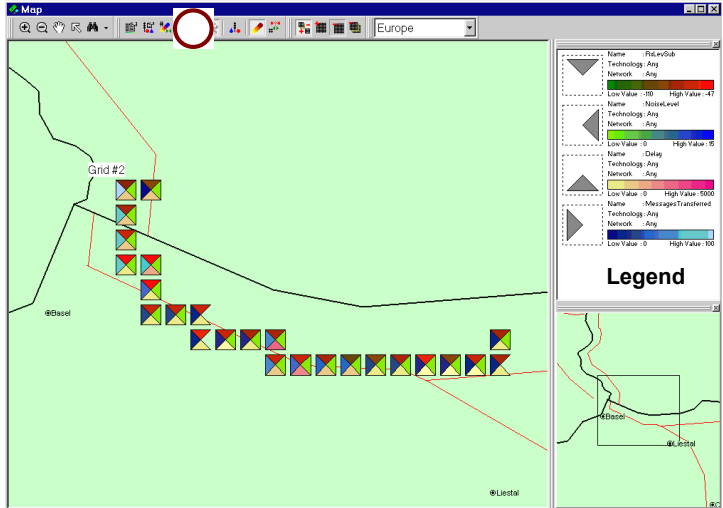 Map
Europe
Grid #2
Basel
Liestal
Name : RxLevSub
Technology : Any
Network : Any
Low Value : -110 High Value : -47
Name : NoiseLevel
Technology : Any
Network : Any
Low Value : 0 High Value : 15
Name : Delay
Technology : Any
Network : Any
Low Value : 0 High Value : 5000
Name : MessagesTransferred
Technology : Any
Network : Any
Low Value : 0 High Value : 100
Legend
Basel
Liestal